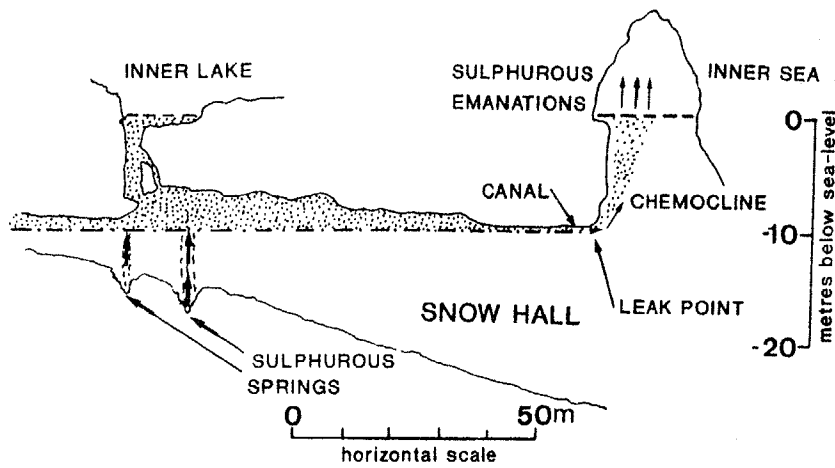 INNER LAKE
SULPHUROUS
EMANATIONS
INNER SEA
0
CANAL
CHEMOCLINE
-10
LEAK POINT
SNOW HALL
-20
metres below sea-level
SULPHUROUS
SPRINGS
0
50m
horizontal scale